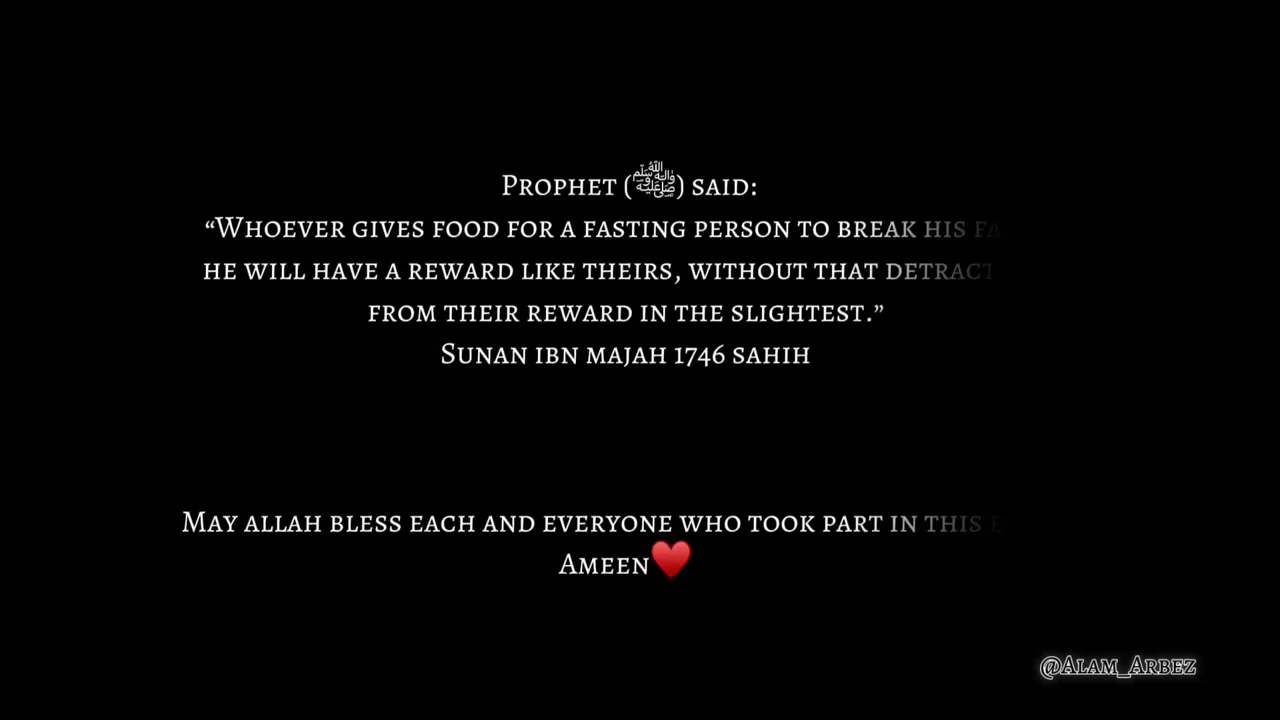 Prophet (ﷺ) said:
“Whoever gives food for a fasting person to break his
he will have a reward like theirs, without that detract
from their reward in the slightest.”
Sunan ibn majah 1746 sahih
May allah bless each and everyone who took part in this
Ameen♥️
@Alam_Arbez